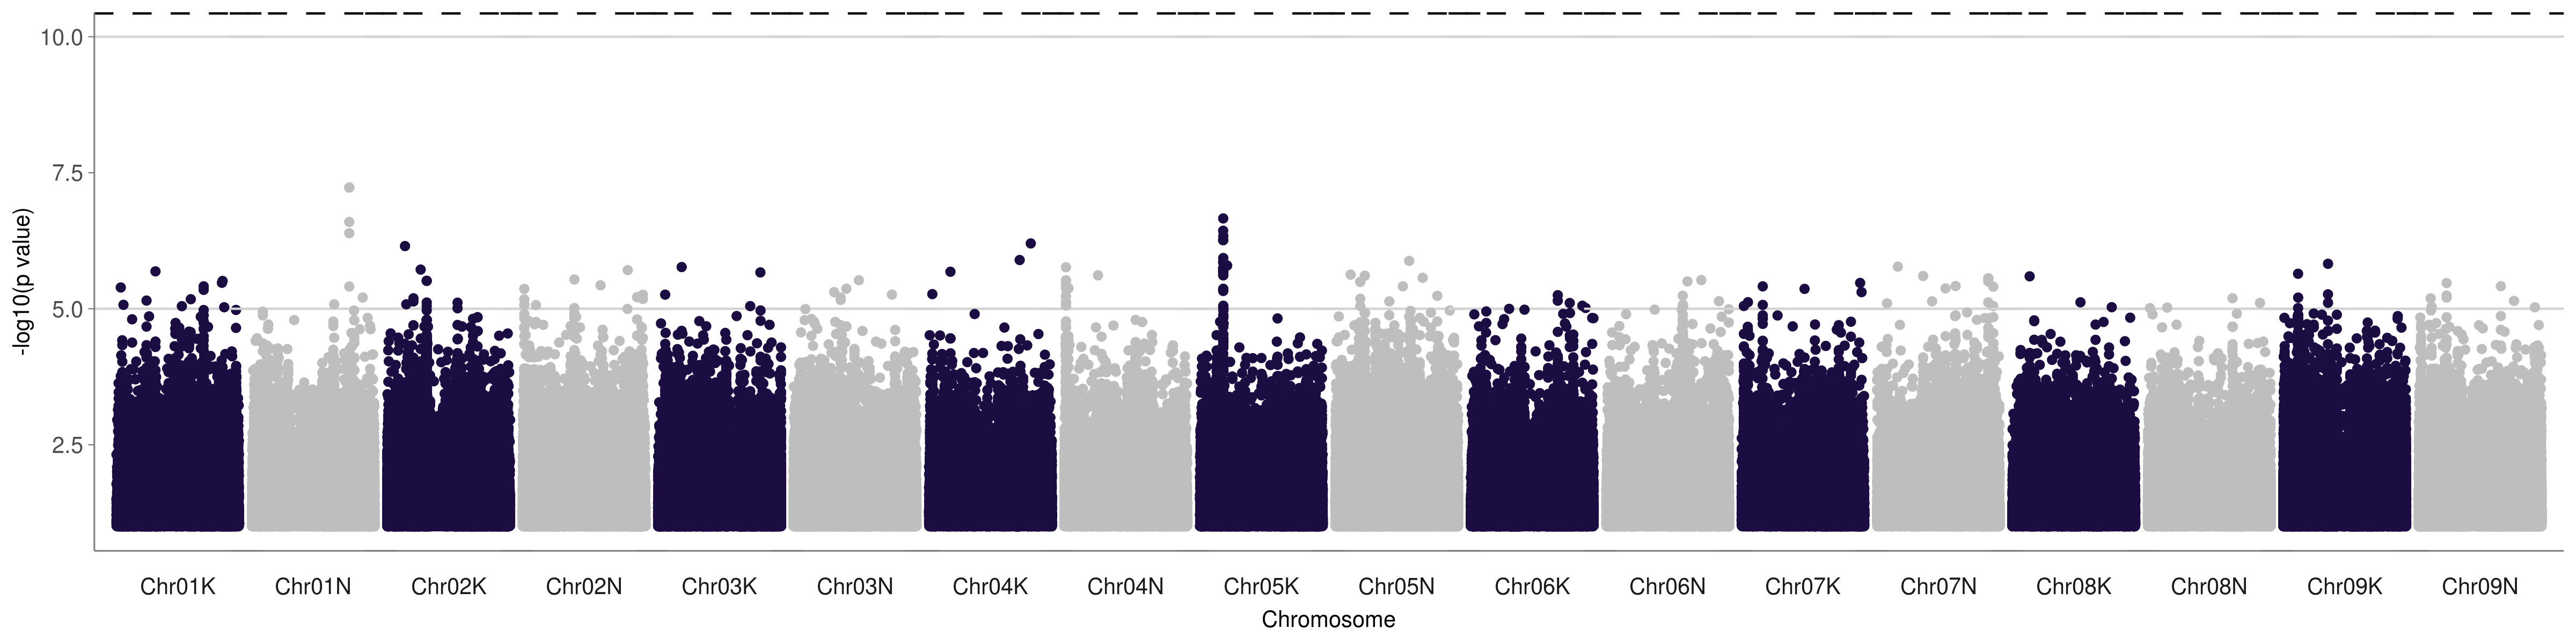 10.0
7.5
5.0
2.5
-log10(p value)
Chr01K Chr01N Chr02K Chr02N Chr03K Chr03N Chr04K Chr04N Chr05K Chr05N Chr06K Chr06N Chr07K Chr07N Chr08K Chr08N Chr09K Chr09N
Chromosome